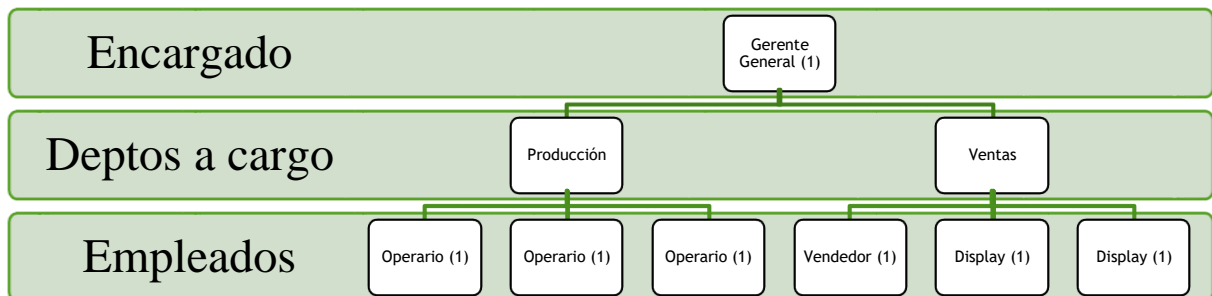 Encargado
Gerente
General (1)
Deptos a cargo
Producción
Ventas
Empleados
Operario (1)
Operario (1)
Operario (1)
Vendedor (1)
Display (1)
Display (1)